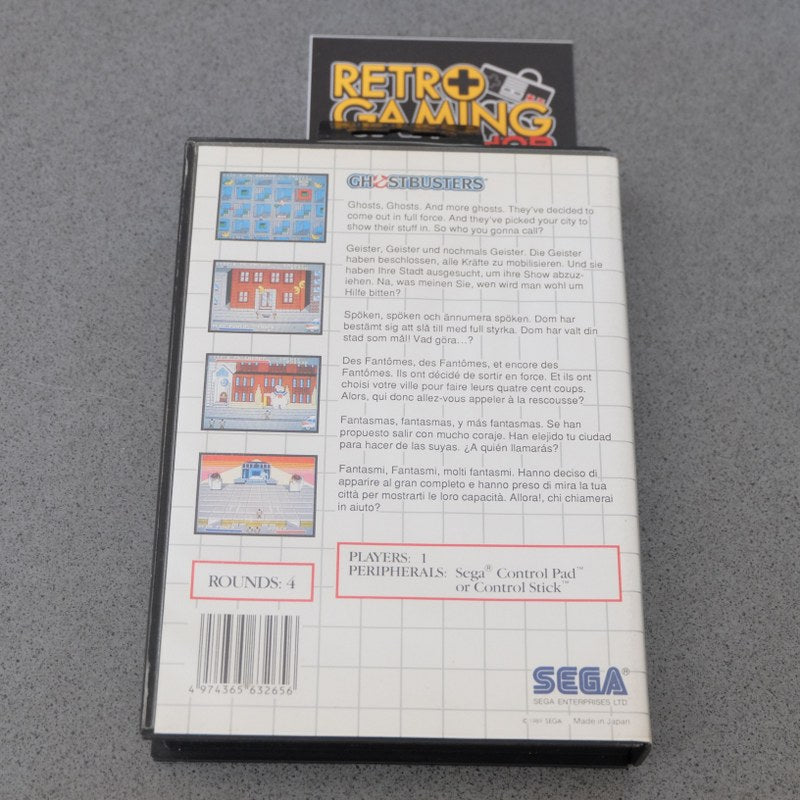 RETRO
GAMING
GHOSTBUSTERS™
Ghosts, Ghosts. And more ghosts. They've decided to
come out in full force. And they've picked your city to
show their stuff in. So who you gonna call?
Geister, Geister und nochmals Geister. Die Geister
haben beschlossen, alle Kräfte zu mobilisieren. Und sie
haben Ihre Stadt ausgesucht, um ihre Show abzuz-
iehen. Na, was meinen Sie, wen wird man wohl um
Hilfe bitten?
Spöken, spöken och ännumera spöken. Dom har
bestämt sig att slå till med full styrka. Dom har valt din
stad som mål! Vad göra...?
Des Fantômes, des Fantômes, et encore des
Fantômes. Ils ont décidé de sortir en force. Et ils ont
choisi votre ville pour faire leurs quatre cent coups.
Alors, qui donc allez-vous appeler à la rescousse?
Fantasmas, fantasmas, y más fantasmas. Se han
propuesto salir con mucho coraje. Han elejido tu ciudad
para hacer de las suyas. ¿A quién llamarás?
Fantasmi, Fantasmi, molti fantasmi. Hanno deciso di
apparire al gran completo e hanno preso di mira la tua
città per mostrarti le loro capacità. Allora!, chi chiamerai
in aiuto?
ROUNDS: 4
PLAYERS: 1
PERIPHERALS: Sega® Control Pad™
or Control Stick™
4 974365 632656
SEGA®
SEGA ENTERPRISES LTD.
SEGA Made in Japan